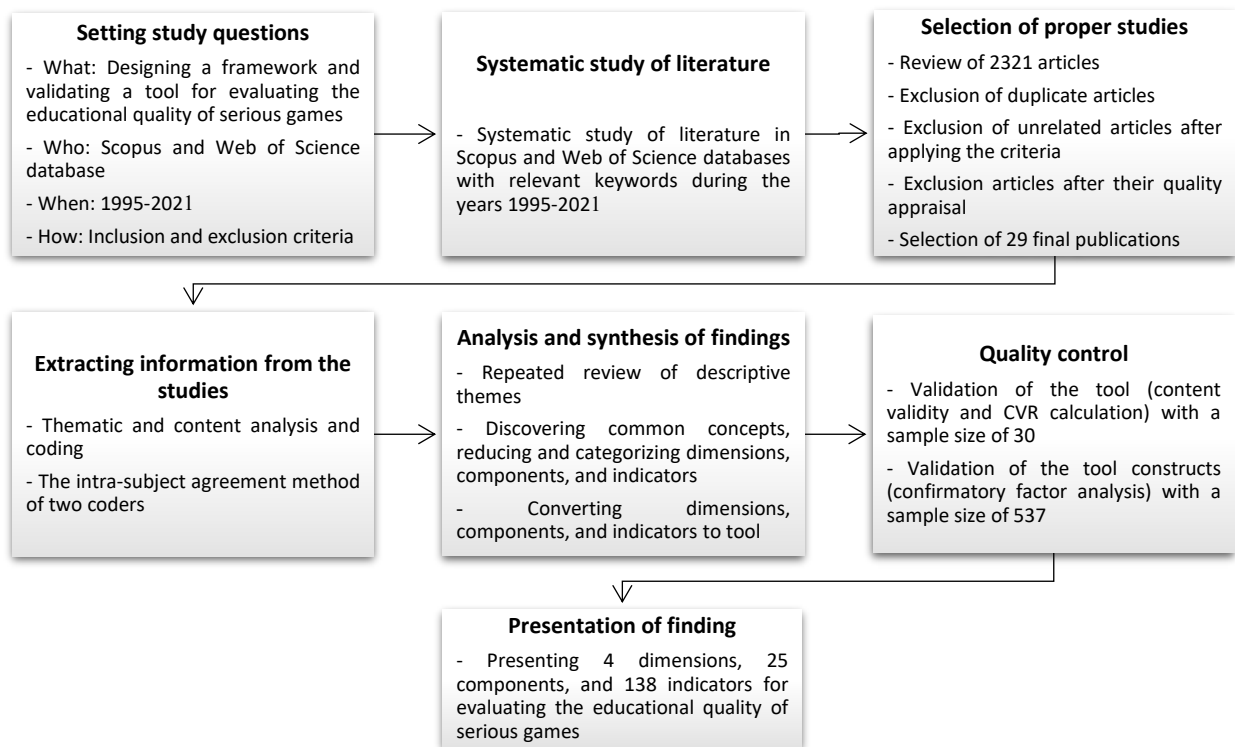 Setting study questions
- What: Designing a framework and
validating a tool for evaluating the
educational quality of serious games
- Who: Scopus and Web of Science
database
- When: 1995-2021
- How: Inclusion and exclusion criteria
Systematic study of literature
- Systematic study of literature in
Scopus and Web of Science databases
with relevant keywords during the
years 1995-2021
Selection of proper studies
- Review of 2321 articles
- Exclusion of duplicate articles
- Exclusion of unrelated articles after
applying the criteria
- Exclusion articles after their quality
appraisal
- Selection of 29 final publications
Extracting information from the
studies
- Thematic and content analysis and
coding
- The intra-subject agreement method
of two coders
Analysis and synthesis of findings
- Repeated review of descriptive
themes
- Discovering common concepts,
reducing and categorizing dimensions,
components, and indicators
- Converting dimensions,
components, and indicators to tool
Quality control
- Validation of the tool (content
validity and CVR calculation) with a
sample size of 30
- Validation of the tool constructs
(confirmatory factor analysis) with a
sample size of 537
Presentation of finding
- Presenting 4 dimensions, 25
components, and 138 indicators for
evaluating the educational quality of
serious games